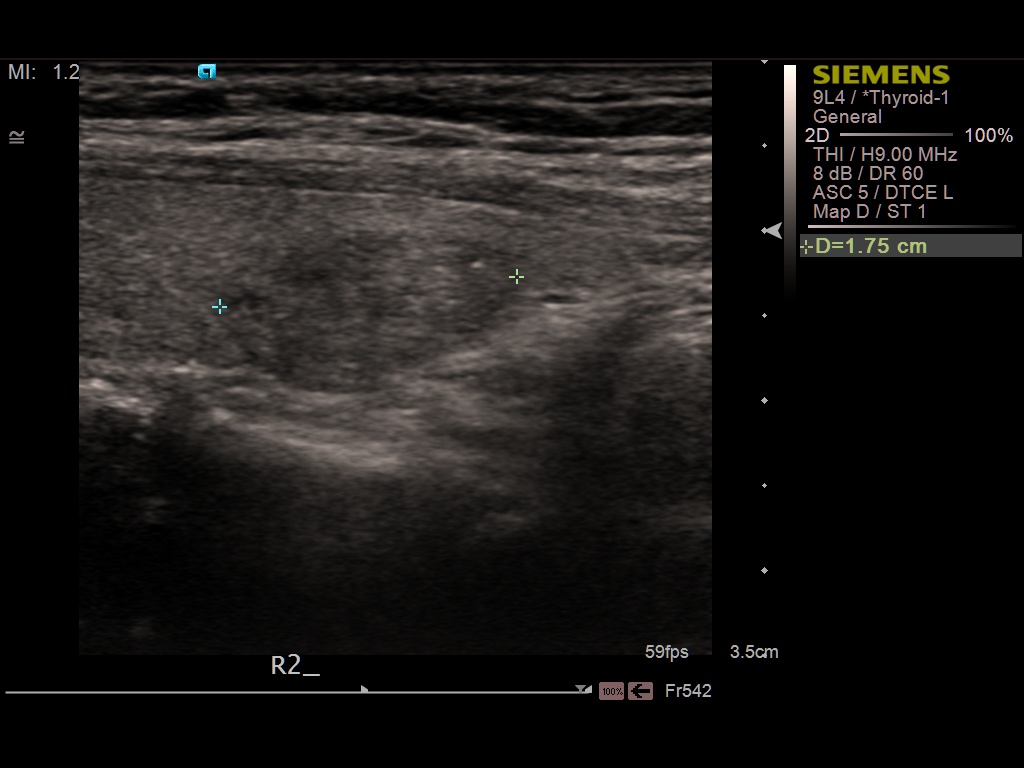 MI: 1.2
SIEMENS
9L4 / *Thyroid-1
General
2D 100%
THI / H9.00 MHz
8 dB / DR 60
ASC 5 / DTCE L
Map D / ST 1
D=1.75 cm
59fps 3.5cm
R2_
100% Fr542